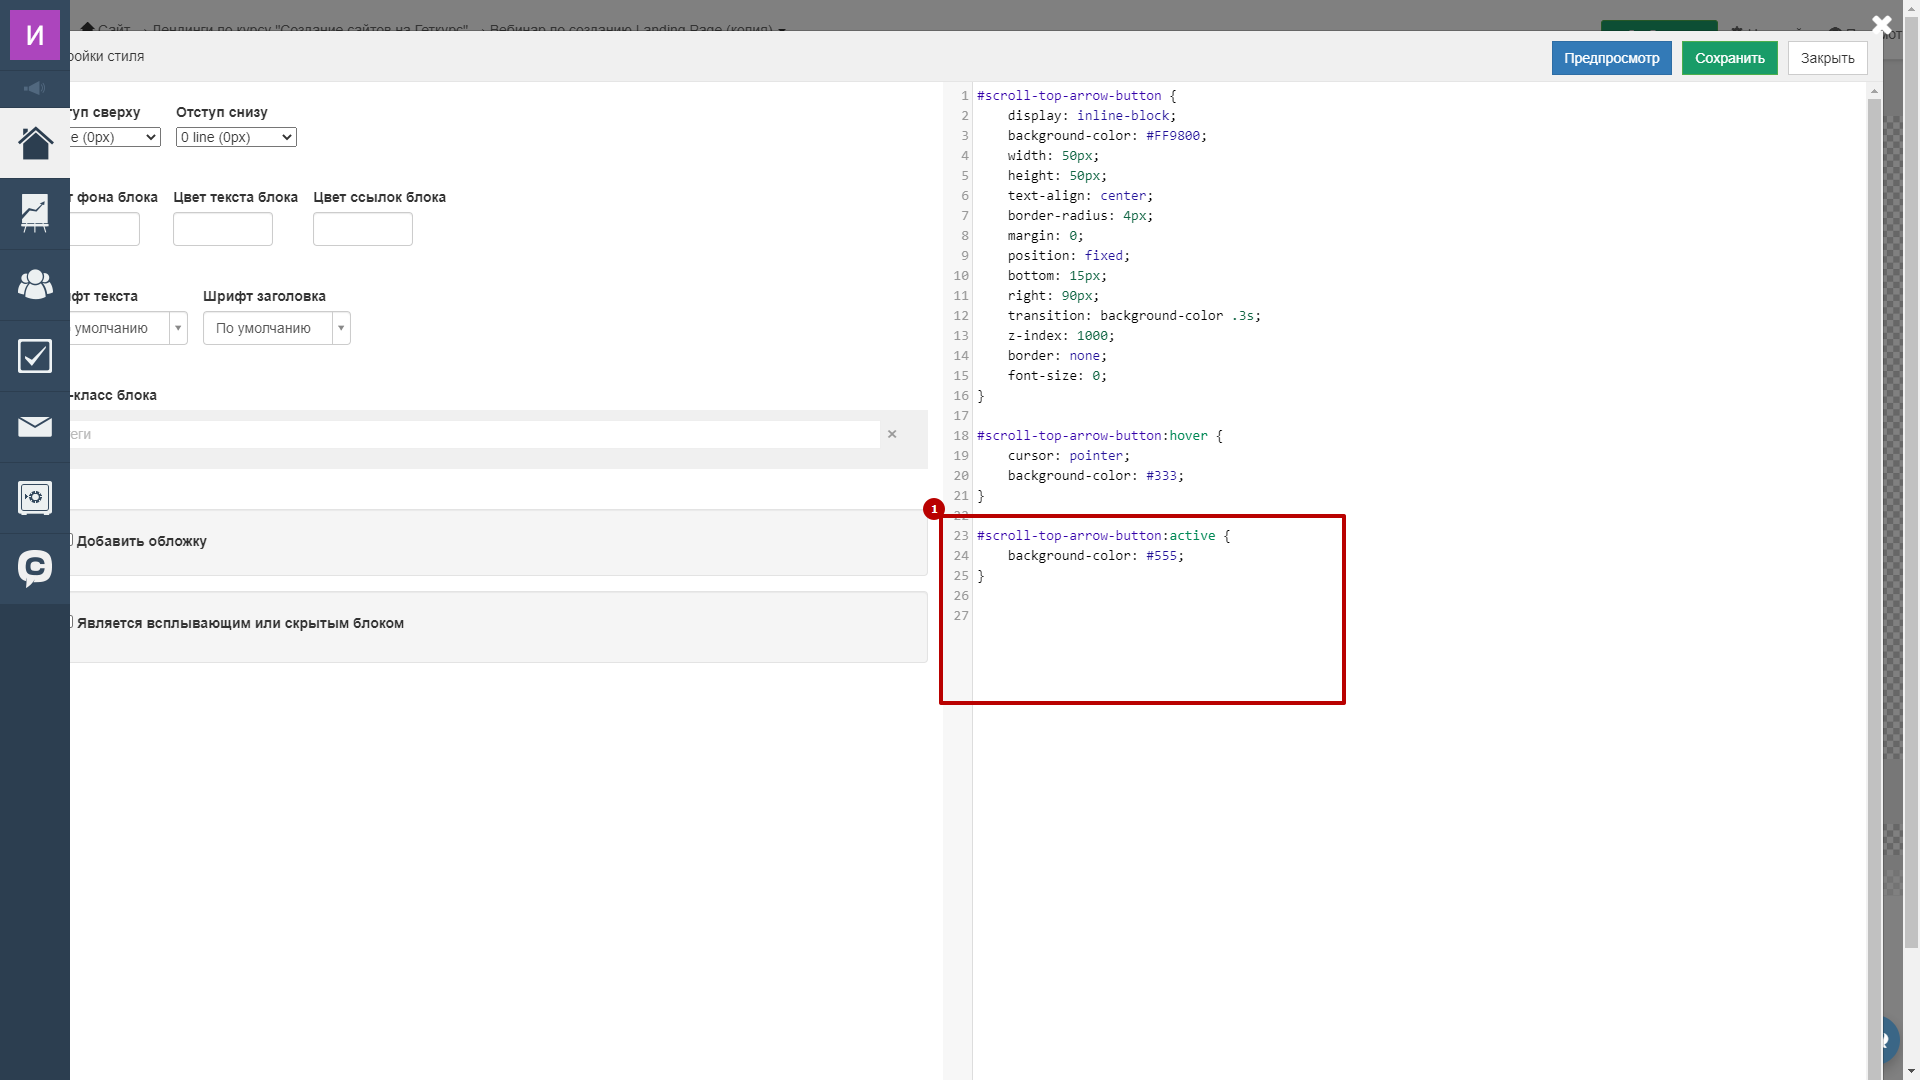 И
Сайт → Лендинги по курсу "Создание сайтов на Геткурс" → Вебинар по созданию Landing Page (копия)
ройки стиля
Предпросмотр
Сохранить
Закрыть
туп сверху
Отступ снизу
e (0px)
0 line (0px)
т фона блока
Цвет текста блока
Цвет ссылок блока
ифт текста
Шрифт заголовка
умолчанию
По умолчанию
-класс блока
еги
×
Добавить обложку
Является всплывающим или скрытым блоком
1
1 #scroll-top-arrow-button {
2 display: inline-block;
3 background-color: #FF9800;
4 width: 50px;
5 height: 50px;
6 text-align: center;
7 border-radius: 4px;
8 margin: 0;
9 position: fixed;
10 bottom: 15px;
11 right: 90px;
12 transition: background-color .3s;
13 z-index: 1000;
14 border: none;
15 font-size: 0;
16 }
17
18 #scroll-top-arrow-button:hover {
19 cursor: pointer;
20 background-color: #333;
21 }
22
23 #scroll-top-arrow-button:active {
24 background-color: #555;
25 }
26
27